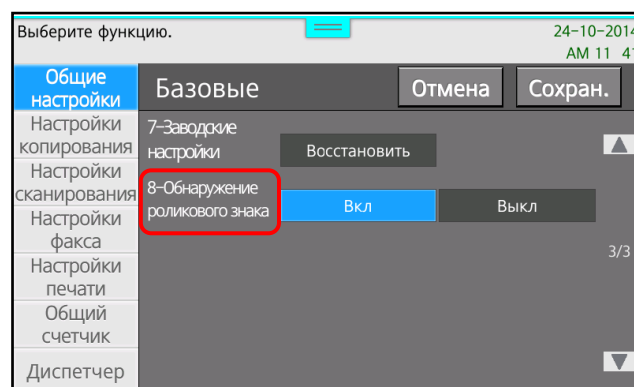 Выберите функцию.
24-10-2014
AM 11 41
Общие
настройки
Базовые
Отмена
Сохран.
Настройки
копирования
7-Заводские
настройки
Восстановить
Настройки
сканирования
8-Обнаружение
роликового знака
Вкл
Выкл
Настройки
факса
3/3
Настройки
печати
Общий
счетчик
Диспетчер